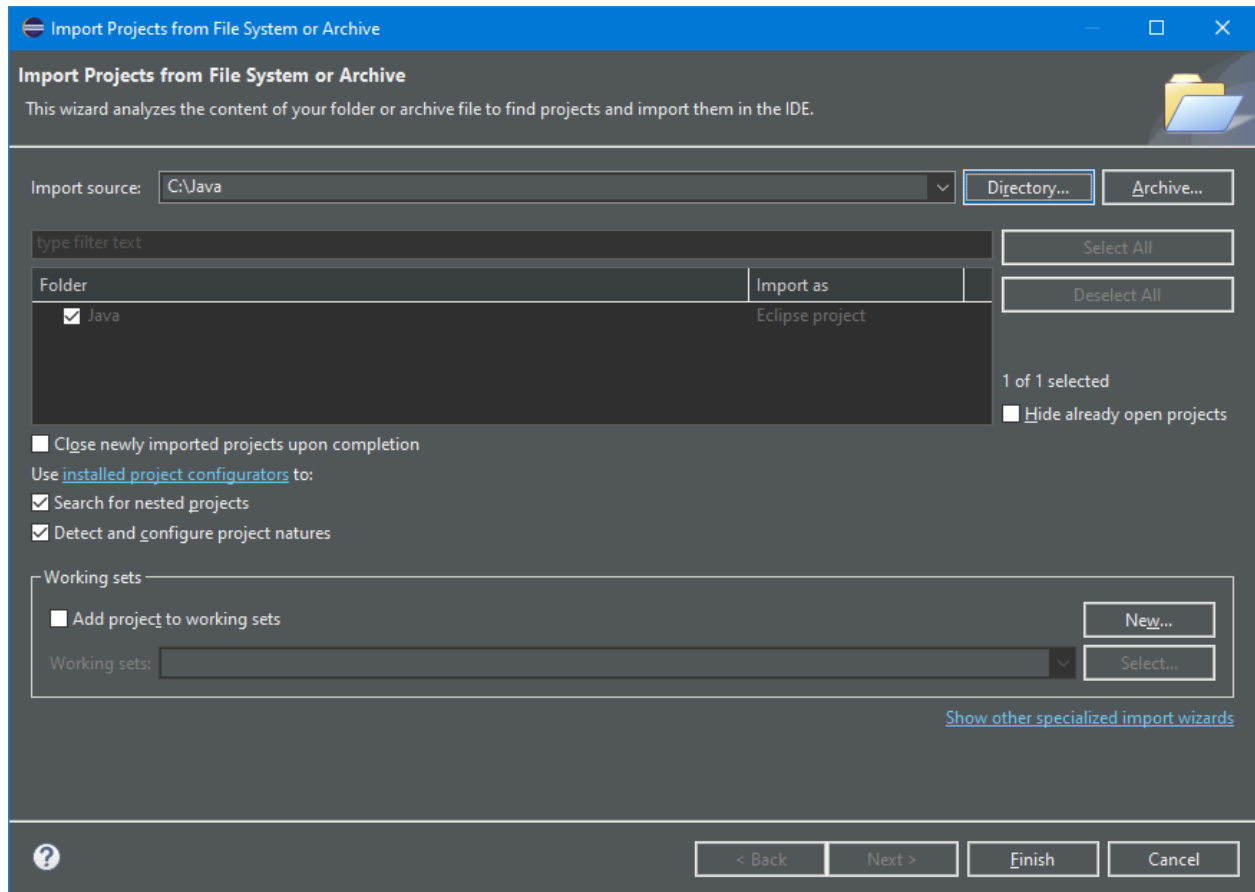 Import Projects from File System or Archive
Import Projects from File System or Archive
This wizard analyzes the content of your folder or archive file to find projects and import them in the IDE.
Import source: C:\Java Directory... Archive...
type filter text Select All
Folder Import as Deselect All
Java Eclipse project
1 of 1 selected
Hide already open projects
Close newly imported projects upon completion
Use installed project configurators to:
Search for nested projects
Detect and configure project natures
Working sets
Add project to working sets New...
Working sets: Select...
Show other specialized import wizards
? < Back Next > Finish Cancel